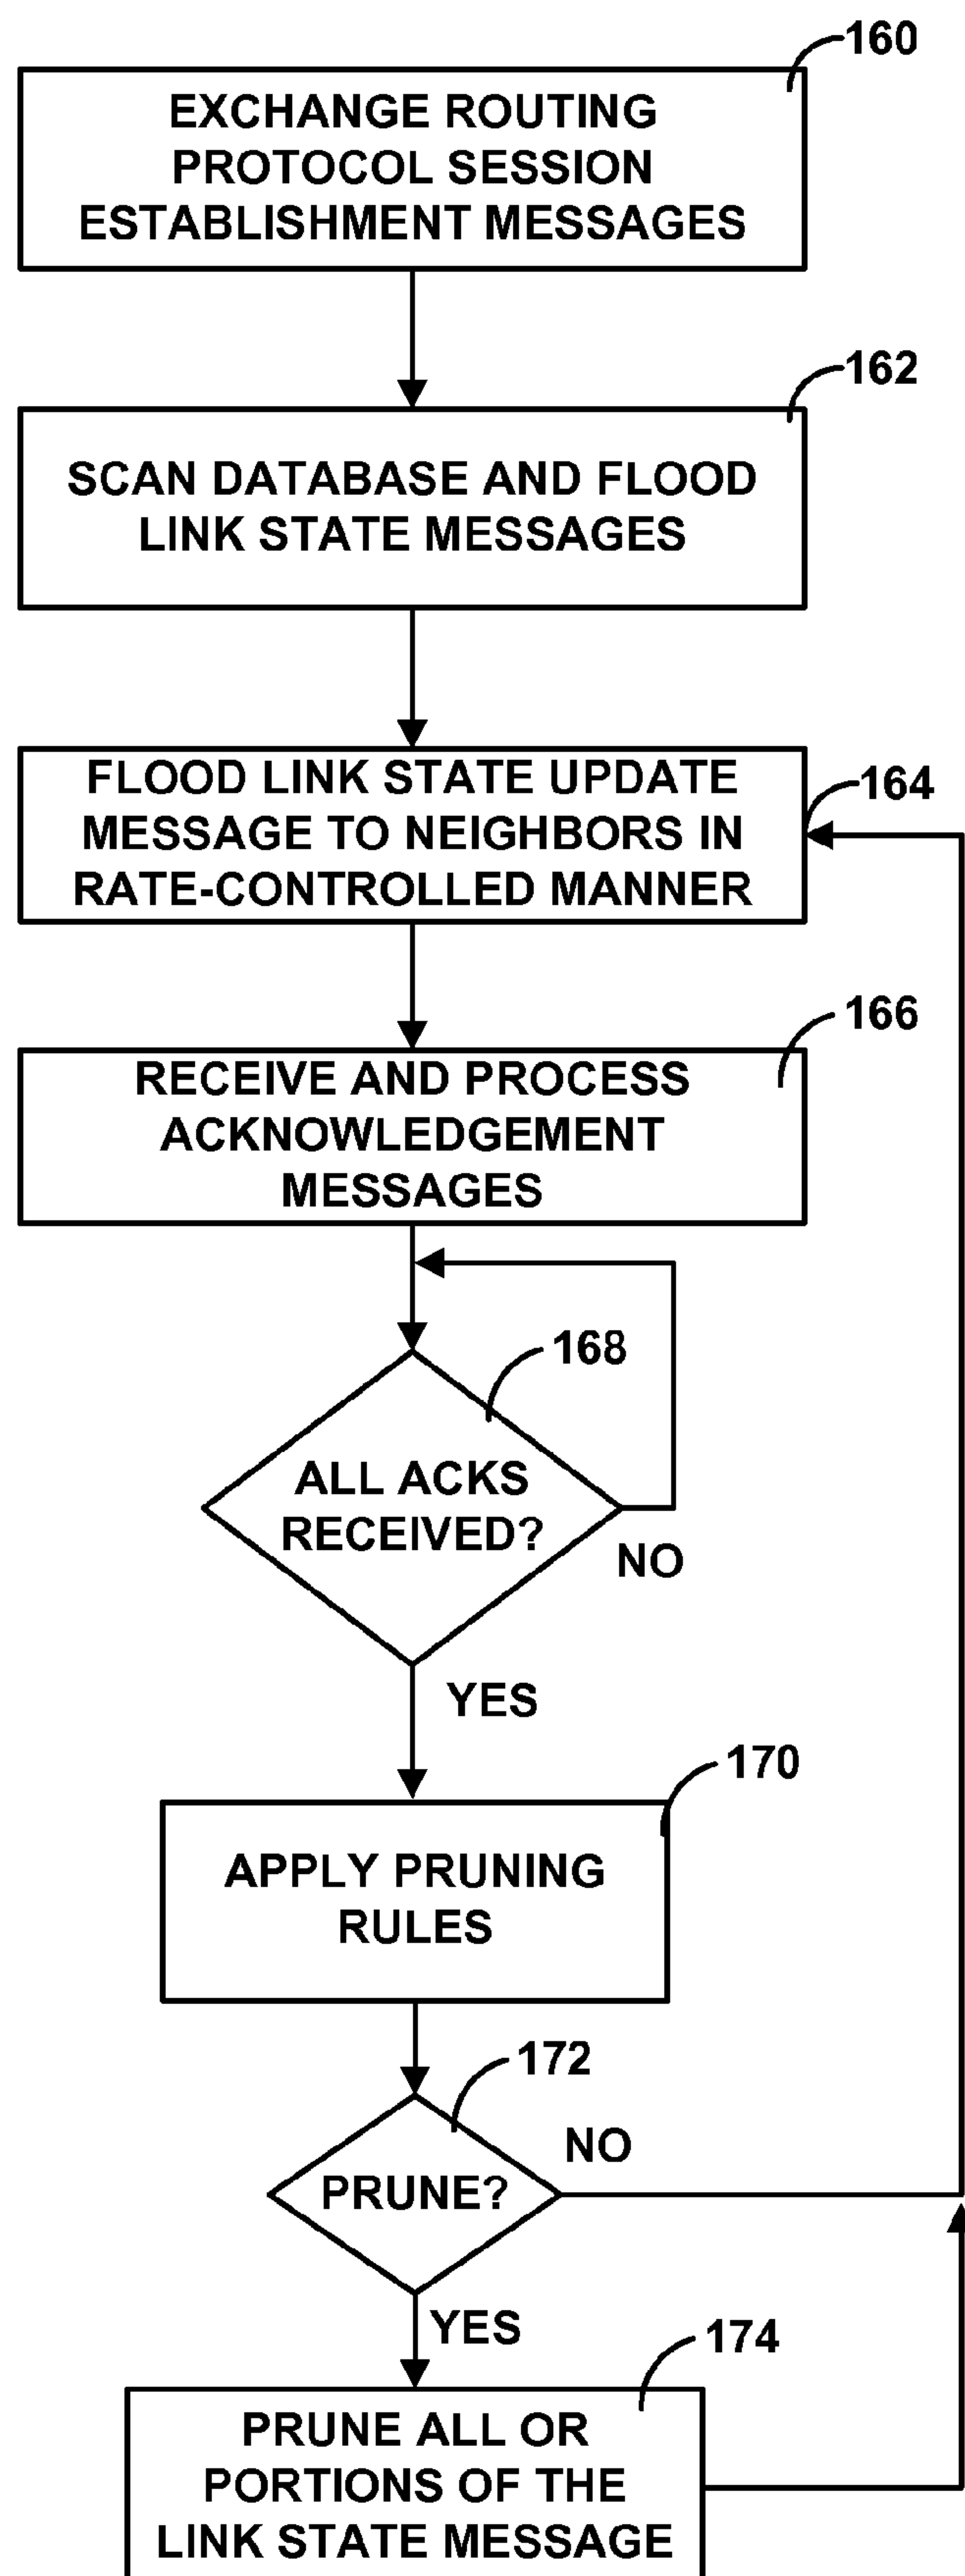 160
EXCHANGE ROUTING
PROTOCOL SESSION
ESTABLISHMENT MESSAGES
162
SCAN DATABASE AND FLOOD
LINK STATE MESSAGES
164
FLOOD LINK STATE UPDATE
MESSAGE TO NEIGHBORS IN
RATE-CONTROLLED MANNER
166
RECEIVE AND PROCESS
ACKNOWLEDGEMENT
MESSAGES
168
ALL ACKS
RECEIVED?
NO
YES
170
APPLY PRUNING
RULES
172
NO
PRUNE?
YES
174
PRUNE ALL OR
PORTIONS OF THE
LINK STATE MESSAGE